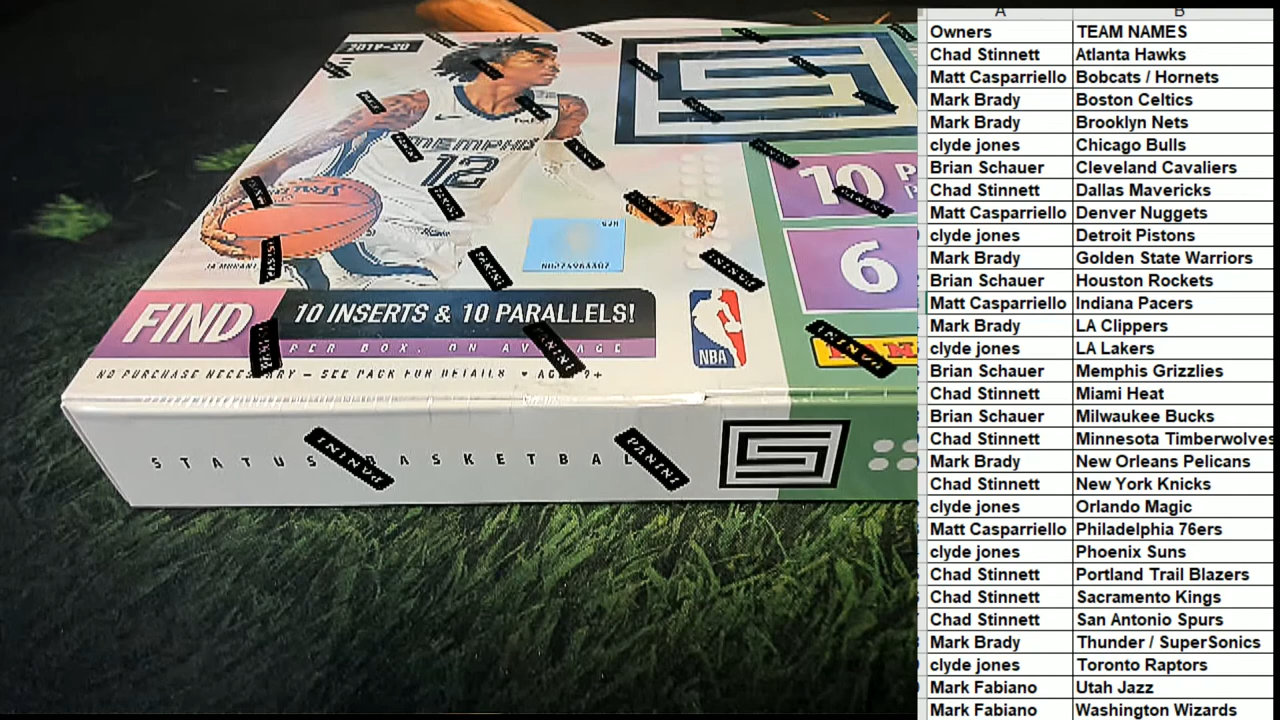 2019-20
MEMPHIS
12
SPALDING
JA MORANT
FIND 10 INSERTS & 10 PARALLELS!
PER BOX, ON AVERAGE
NO PURCHASE NECESSARY – SEE PACK FOR DETAILS • AGES 9+
NBA
10 P
6
PANINI
STATUS BASKETBAL
PANINI
PANINI
A B
Owners TEAM NAMES
Chad Stinnett Atlanta Hawks
Matt Casparriello Bobcats / Hornets
Mark Brady Boston Celtics
Mark Brady Brooklyn Nets
clyde jones Chicago Bulls
Brian Schauer Cleveland Cavaliers
Chad Stinnett Dallas Mavericks
Matt Casparriello Denver Nuggets
clyde jones Detroit Pistons
Mark Brady Golden State Warriors
Brian Schauer Houston Rockets
Matt Casparriello Indiana Pacers
Mark Brady LA Clippers
clyde jones LA Lakers
Brian Schauer Memphis Grizzlies
Chad Stinnett Miami Heat
Brian Schauer Milwaukee Bucks
Chad Stinnett Minnesota Timberwolves
Mark Brady New Orleans Pelicans
Chad Stinnett New York Knicks
clyde jones Orlando Magic
Matt Casparriello Philadelphia 76ers
clyde jones Phoenix Suns
Chad Stinnett Portland Trail Blazers
Chad Stinnett Sacramento Kings
Chad Stinnett San Antonio Spurs
Mark Brady Thunder / SuperSonics
clyde jones Toronto Raptors
Mark Fabiano Utah Jazz
Mark Fabiano Washington Wizards